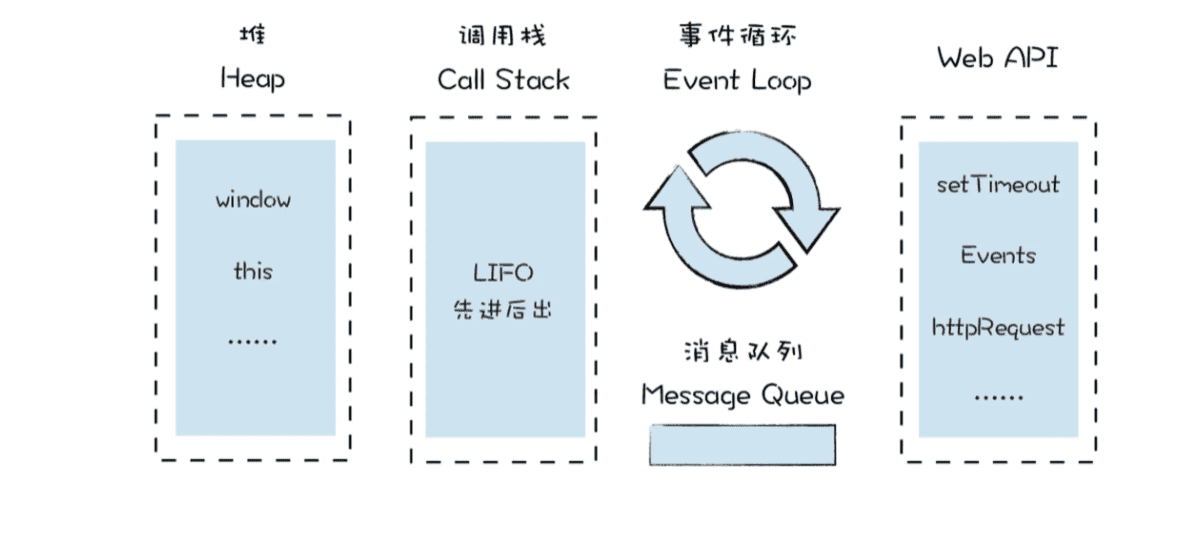 堆
Heap
window
this
……
调用栈
Call Stack
LIFO
先进后出
事件循环
Event Loop
消息队列
Message Queue
Web API
setTimeout
Events
httpRequest
……